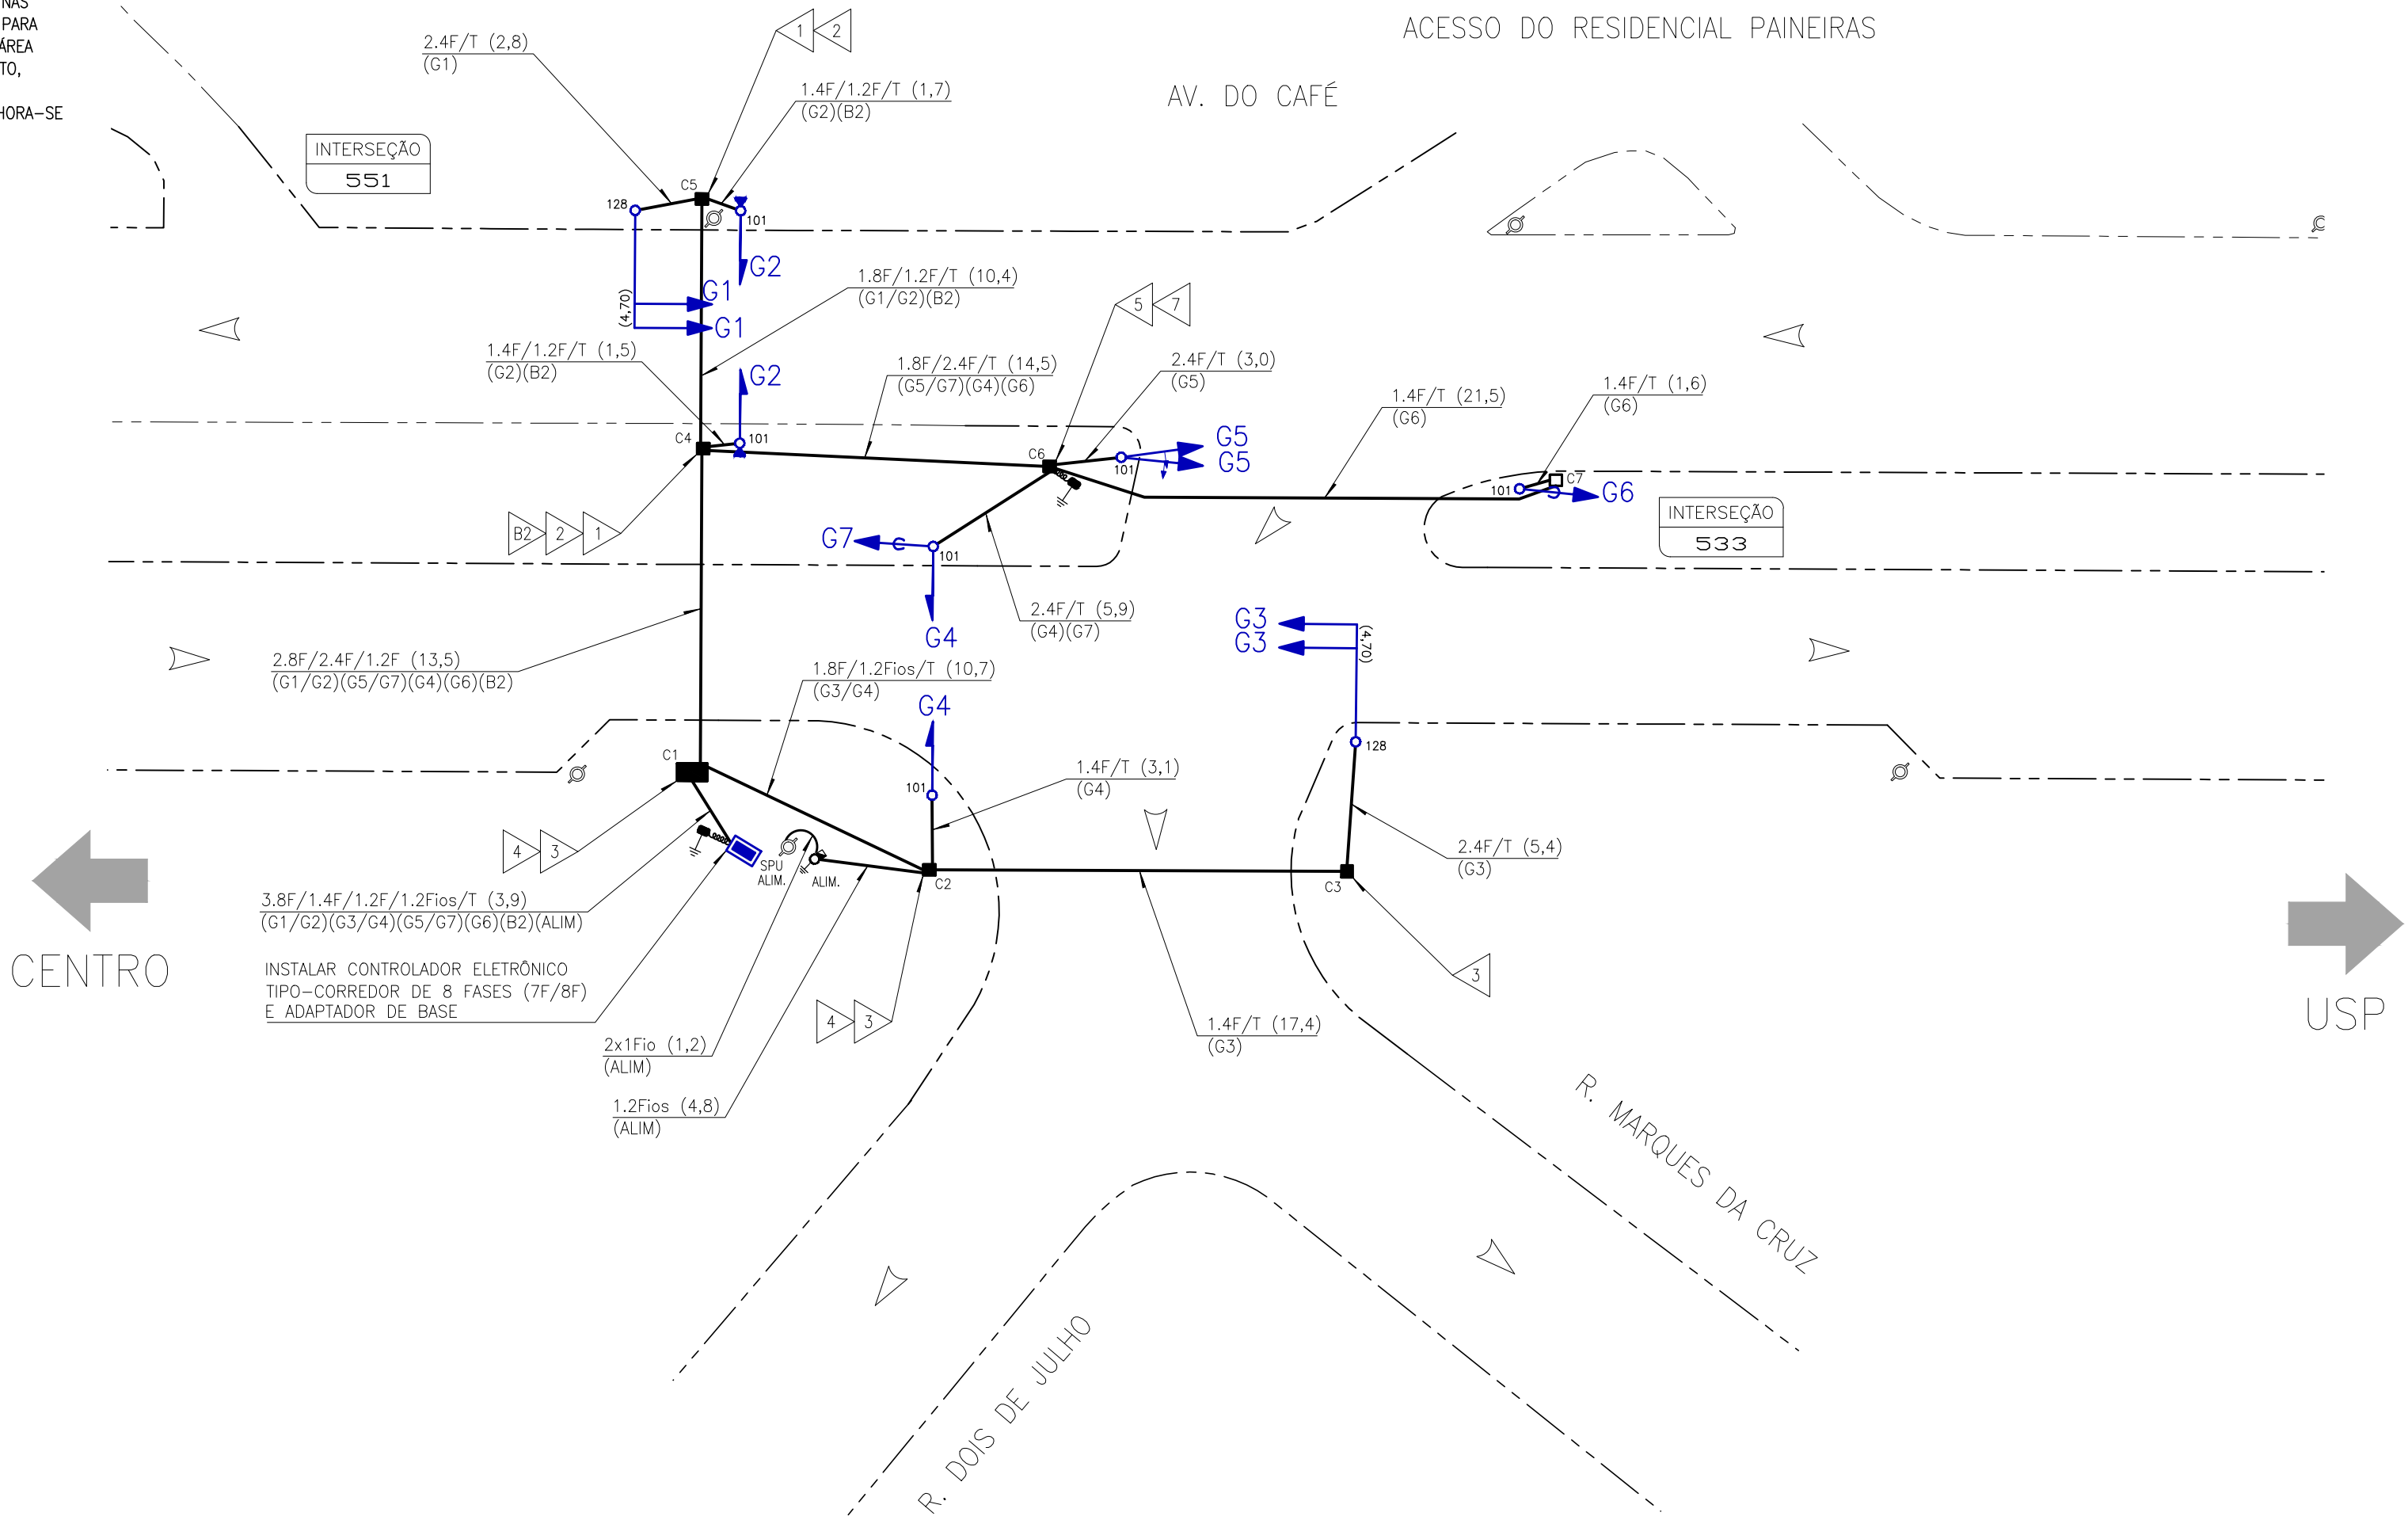 NAS
PARA
ÁREA
TO,
HORA-SE
ACESSO DO RESIDENCIAL PAINEIRAS
AV. DO CAFÉ
2.4F/T (2,8)
(G1)
1
2
1.4F/1.2F/T (1,7)
(G2)(B2)
INTERSEÇÃO
551
C5
128
101
G2
G1
G1
(4,70)
1.8F/1.2F/T (10,4)
(G1/G2)(B2)
5
7
1.4F/1.2F/T (1,5)
(G2)(B2)
G2
1.8F/2.4F/T (14,5)
(G5/G7)(G4)(G6)
2.4F/T (3,0)
(G5)
1.4F/T (21,5)
(G6)
1.4F/T (1,6)
(G6)
C4
101
C6
101
G5
G5
C7
101
G6
INTERSEÇÃO
533
B2
2
1
G7
101
G4
2.4F/T (5,9)
(G4)(G7)
G3
G3
(4,70)
128
2.8F/2.4F/1.2F (13,5)
(G1/G2)(G5/G7)(G4)(G6)(B2)
1.8F/1.2Fios/T (10,7)
(G3/G4)
G4
101
C1
1.4F/T (3,1)
(G4)
4
3
SPU
ALIM.
ALIM.
C2
C3
2.4F/T (5,4)
(G3)
3.8F/1.4F/1.2F/1.2Fios/T (3,9)
(G1/G2)(G3/G4)(G5/G7)(G6)(B2)(ALIM)
CENTRO
INSTALAR CONTROLADOR ELETRÔNICO
TIPO-CORREDOR DE 8 FASES (7F/8F)
E ADAPTADOR DE BASE
4
3
3
USP
1.4F/T (17,4)
(G3)
2x1Fio (1,2)
(ALIM)
1.2Fios (4,8)
(ALIM)
R. MARQUES DA CRUZ
R. DOIS DE JULHO